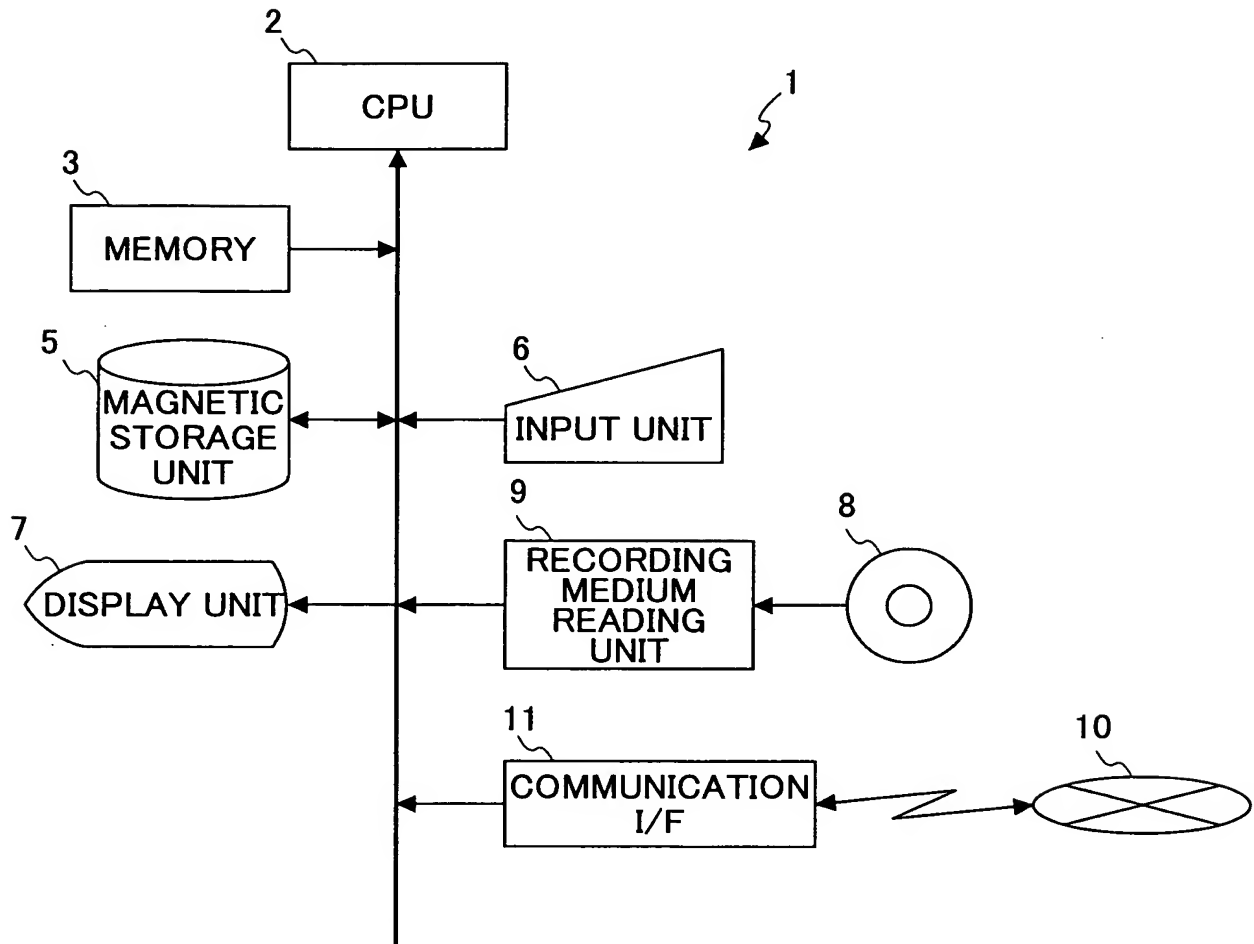 2
CPU
1
3
MEMORY
5
MAGNETIC
STORAGE
UNIT
6
INPUT UNIT
7
DISPLAY UNIT
9
RECORDING
MEDIUM
READING
UNIT
8
11
COMMUNICATION
I/F
10